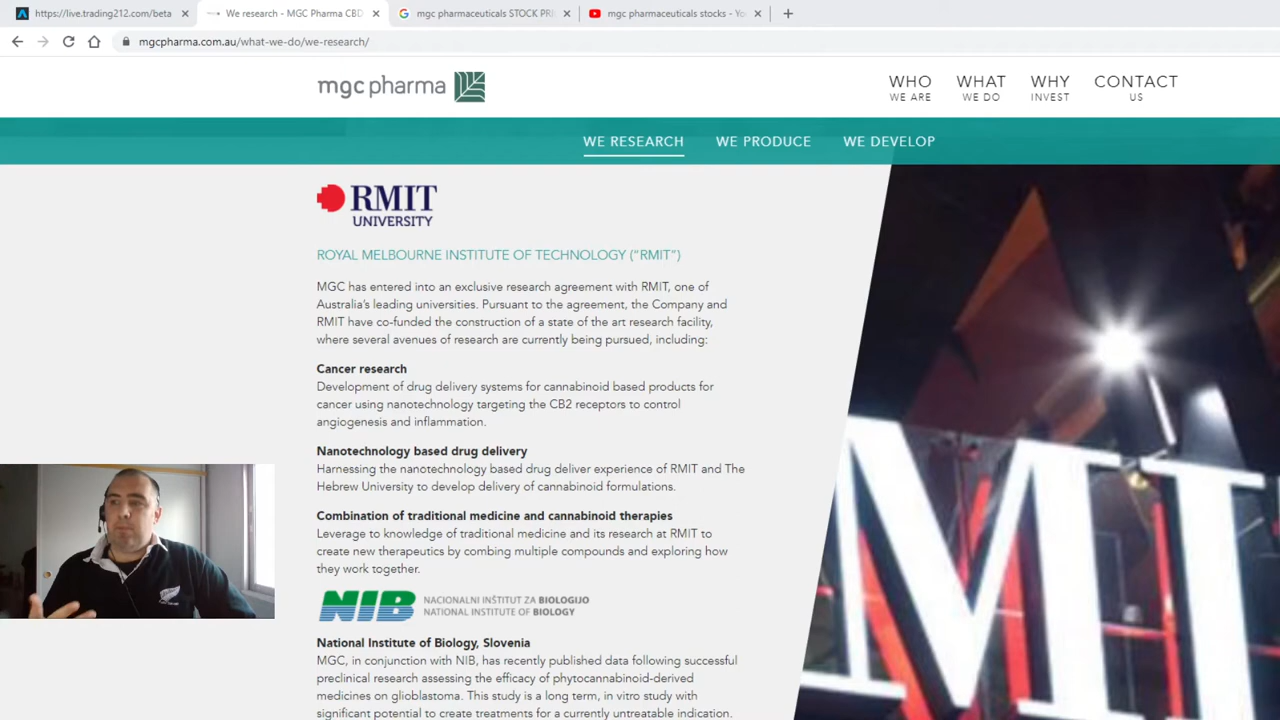 https://live.trading212.com/beta
We research - MGC Pharma CBD
mgc pharmaceuticals STOCK PRI
mgc pharmaceuticals stocks - Yo
mgcpharma.com.au/what-we-do/we-research/
mgc pharma
WHO
WE ARE
WHAT
WE DO
WHY
INVEST
CONTACT
US
WE RESEARCH
WE PRODUCE
WE DEVELOP
RMIT
UNIVERSITY
ROYAL MELBOURNE INSTITUTE OF TECHNOLOGY (“RMIT”)
MGC has entered into an exclusive research agreement with RMIT, one of
Australia’s leading universities. Pursuant to the agreement, the Company and
RMIT have co-funded the construction of a state of the art research facility,
where several avenues of research are currently being pursued, including:
Cancer research
Development of drug delivery systems for cannabinoid based products for
cancer using nanotechnology targeting the CB2 receptors to control
angiogenesis and inflammation.
Nanotechnology based drug delivery
Harnessing the nanotechnology based drug deliver experience of RMIT and The
Hebrew University to develop delivery of cannabinoid formulations.
Combination of traditional medicine and cannabinoid therapies
Leverage to knowledge of traditional medicine and its research at RMIT to
create new therapeutics by combing multiple compounds and exploring how
they work together.
NIB
NACIONALNI INŠTITUT ZA BIOLOGIJO
NATIONAL INSTITUTE OF BIOLOGY
National Institute of Biology, Slovenia
MGC, in conjunction with NIB, has recently published data following successful
preclinical research assessing the efficacy of phytocannabinoid-derived
medicines on glioblastoma. This study is a long term, in vitro study with
significant potential to create treatments for a currently untreatable indication.
MI